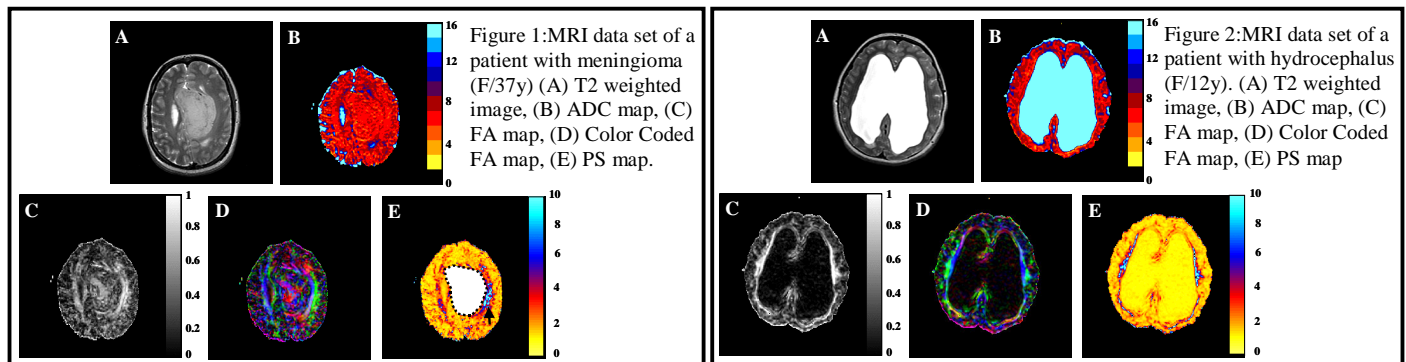 A
B
16
12
8
4
0
Figure 1:MRI data set of a
patient with meningioma
(F/37y) (A) T2 weighted
image, (B) ADC map, (C)
FA map, (D) Color Coded
FA map, (E) PS map.
C
1
0.8
0.6
0.4
0.2
0
D
E
10
8
6
4
2
0
A
B
16
12
8
4
0
Figure 2:MRI data set of a
patient with hydrocephalus
(F/12y). (A) T2 weighted
image, (B) ADC map, (C)
FA map, (D) Color Coded
FA map, (E) PS map
C
1
0.8
0.6
0.4
0.2
0
D
E
10
8
6
4
2
0